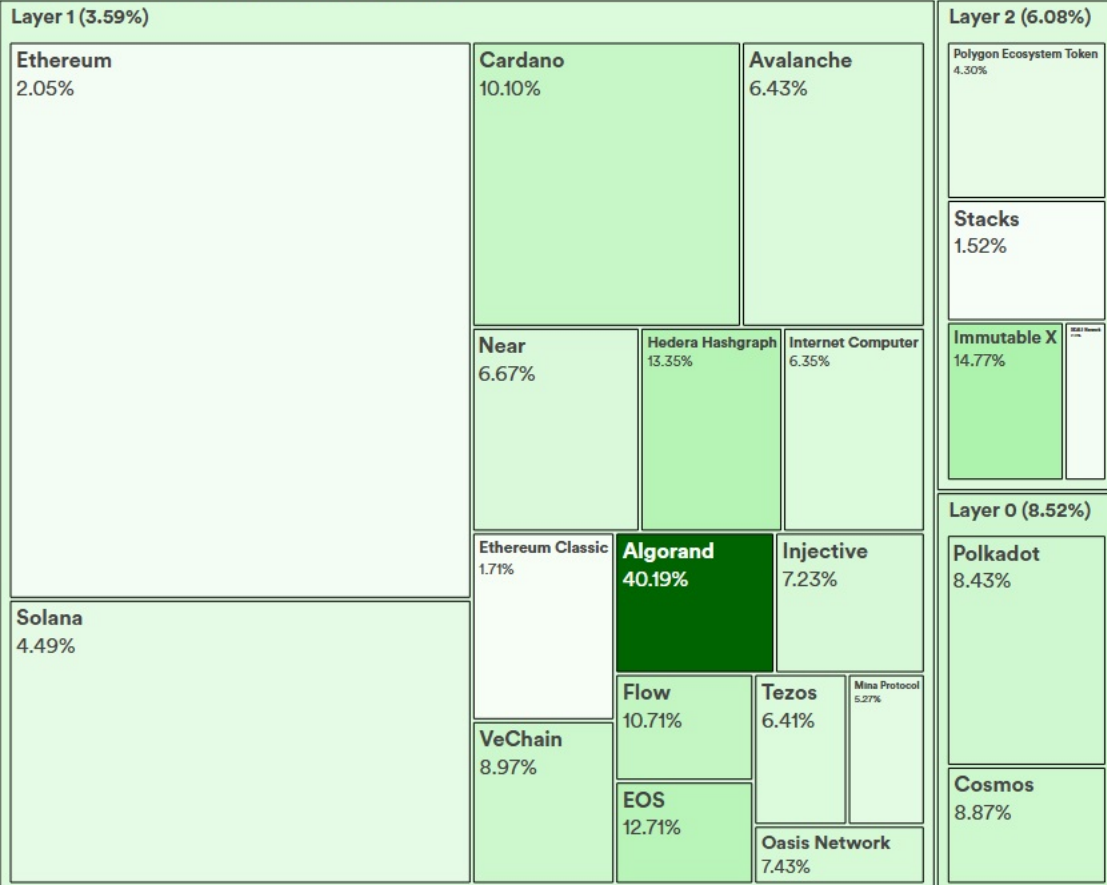 Layer 1 (3.59%)
Ethereum
2.05%
Solana
4.49%
Cardano
10.10%
Avalanche
6.43%
Near
6.67%
Hedera Hashgraph
13.35%
Internet Computer
6.35%
Ethereum Classic
1.71%
Algorand
40.19%
Injective
7.23%
VeChain
8.97%
Flow
10.71%
EOS
12.71%
Tezos
6.41%
Mina Protocol
5.27%
Oasis Network
7.43%
Layer 2 (6.08%)
Polygon Ecosystem Token
4.30%
Stacks
1.52%
Immutable X
14.77%
Layer 0 (8.52%)
Polkadot
8.43%
Cosmos
8.87%